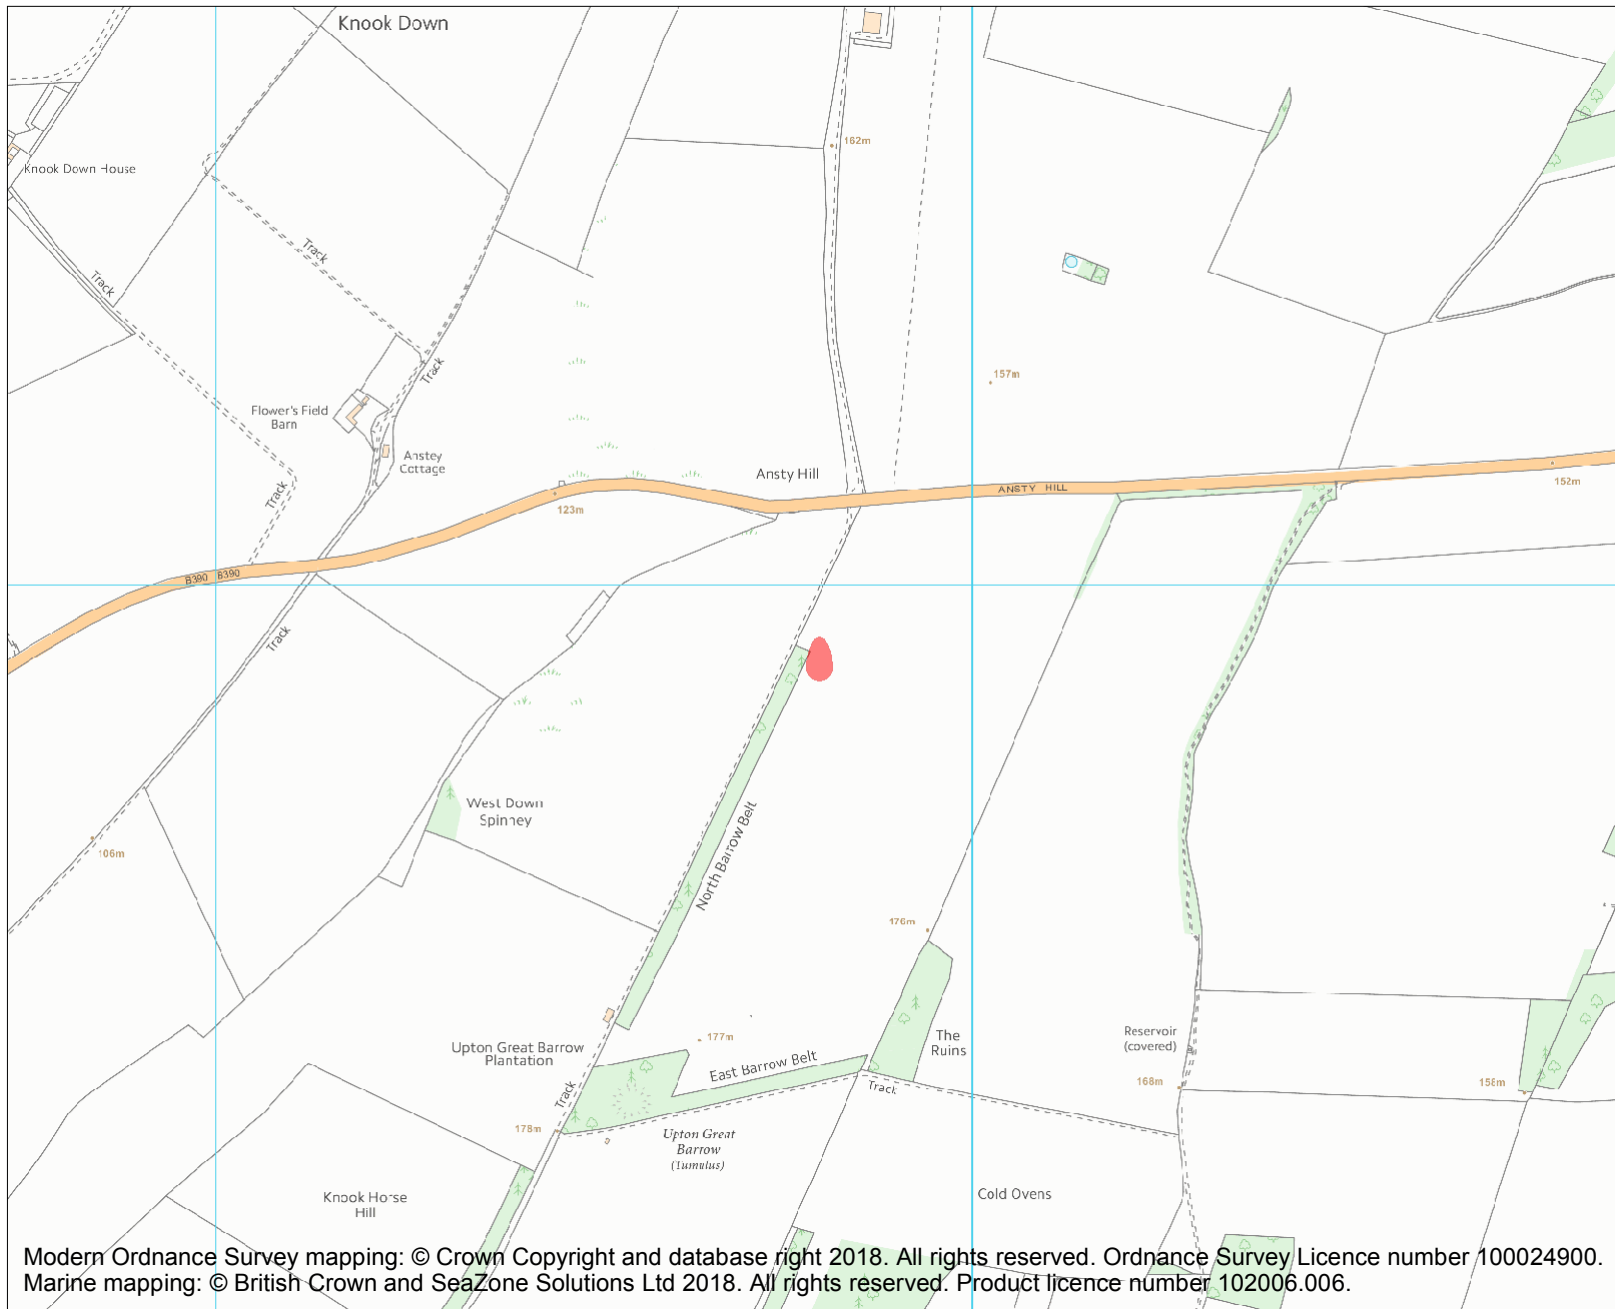 Knook Down
162m
Knook Down House
Track
Track
157m
Track
Flower's Field
Barn
Anstey
Cottage
Ansty Hill
Track
ANSTY HILL
152m
123m
B390 B390
Track
West Down
Spinney
North Barrow Belt
106m
176m
The
Ruins
Reservoir
(covered)
177m
Upton Great Barrow
Plantation
East Barrow Belt
Track
Track
168m
158m
178m
Upton Great
Barrow
(Tumulus)
Knook Horse
Hill
Cold Ovens
Modern Ordnance Survey mapping: © Crown Copyright and database right 2018. All rights reserved. Ordnance Survey Licence number 100024900.
Marine mapping: © British Crown and SeaZone Solutions Ltd 2018. All rights reserved. Product licence number 102006.006.